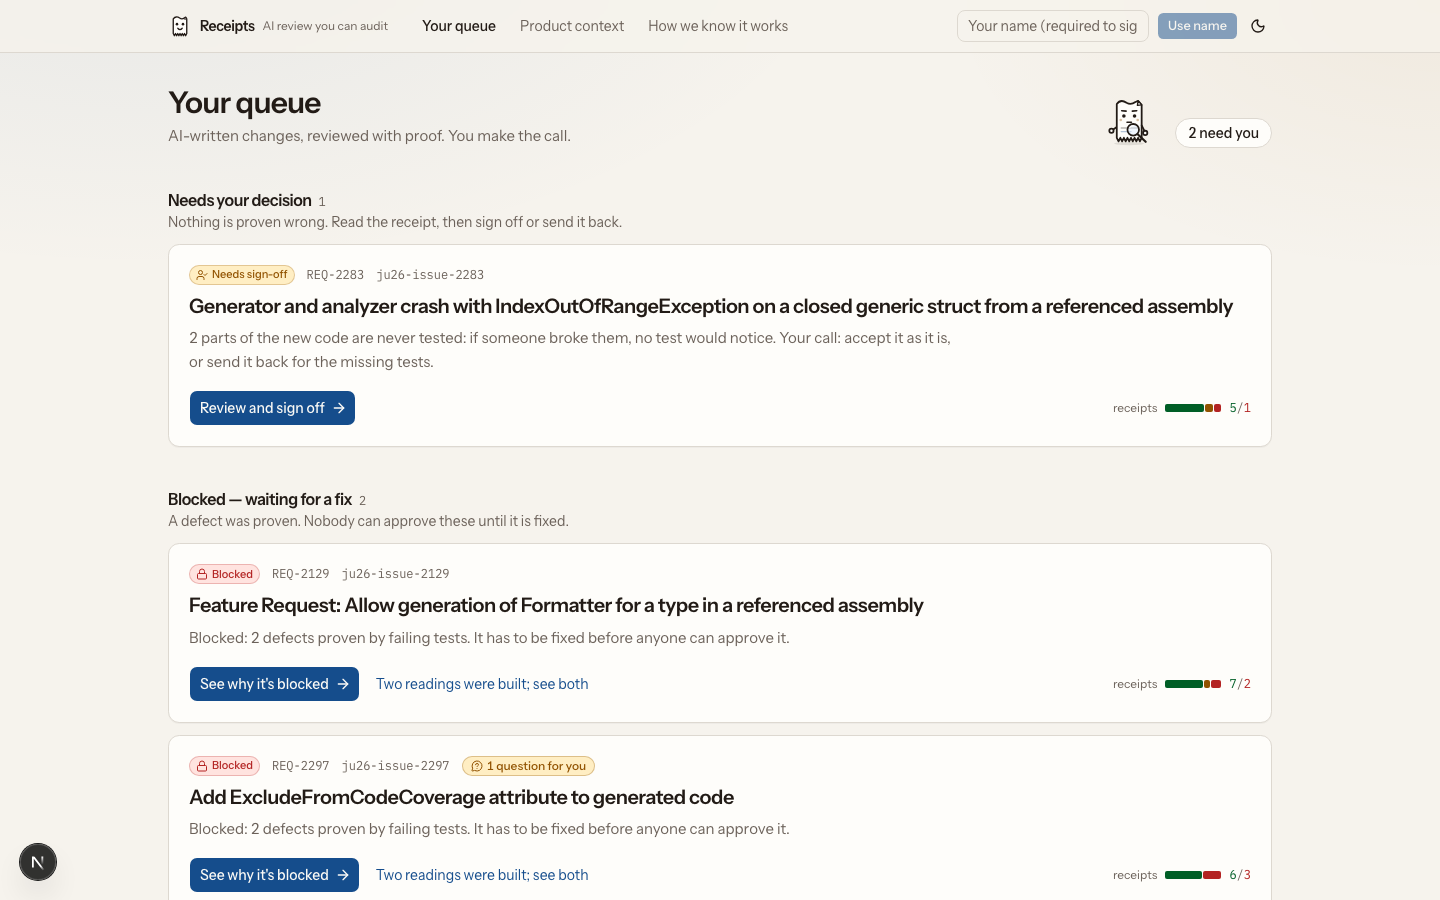 Receipts AI review you can audit Your queue Product context How we know it works Your name (required to sig Use name
Your queue
AI-written changes, reviewed with proof. You make the call.
2 need you
Needs your decision 1
Nothing is proven wrong. Read the receipt, then sign off or send it back.
Needs sign-off REQ-2283 ju26-issue-2283
Generator and analyzer crash with IndexOutOfRangeException on a closed generic struct from a referenced assembly
2 parts of the new code are never tested: if someone broke them, no test would notice. Your call: accept it as it is,
or send it back for the missing tests.
Review and sign off → receipts 5/1
Blocked — waiting for a fix 2
A defect was proven. Nobody can approve these until it is fixed.
Blocked REQ-2129 ju26-issue-2129
Feature Request: Allow generation of Formatter for a type in a referenced assembly
Blocked: 2 defects proven by failing tests. It has to be fixed before anyone can approve it.
See why it's blocked → Two readings were built; see both receipts 7/2
Blocked REQ-2297 ju26-issue-2297 1 question for you
Add ExcludeFromCodeCoverage attribute to generated code
Blocked: 2 defects proven by failing tests. It has to be fixed before anyone can approve it.
See why it's blocked → Two readings were built; see both receipts 6/3
N